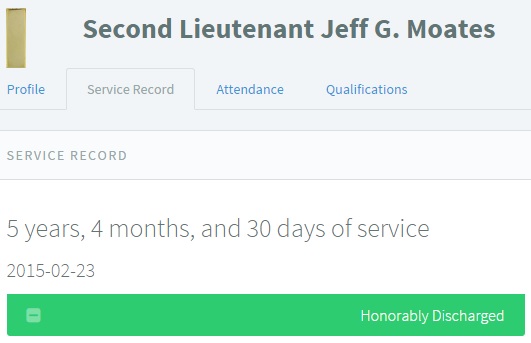 Second Lieutenant Jeff G. Moates
Profile Service Record Attendance Qualifications
SERVICE RECORD
5 years, 4 months, and 30 days of service
2015-02-23
Honorably Discharged